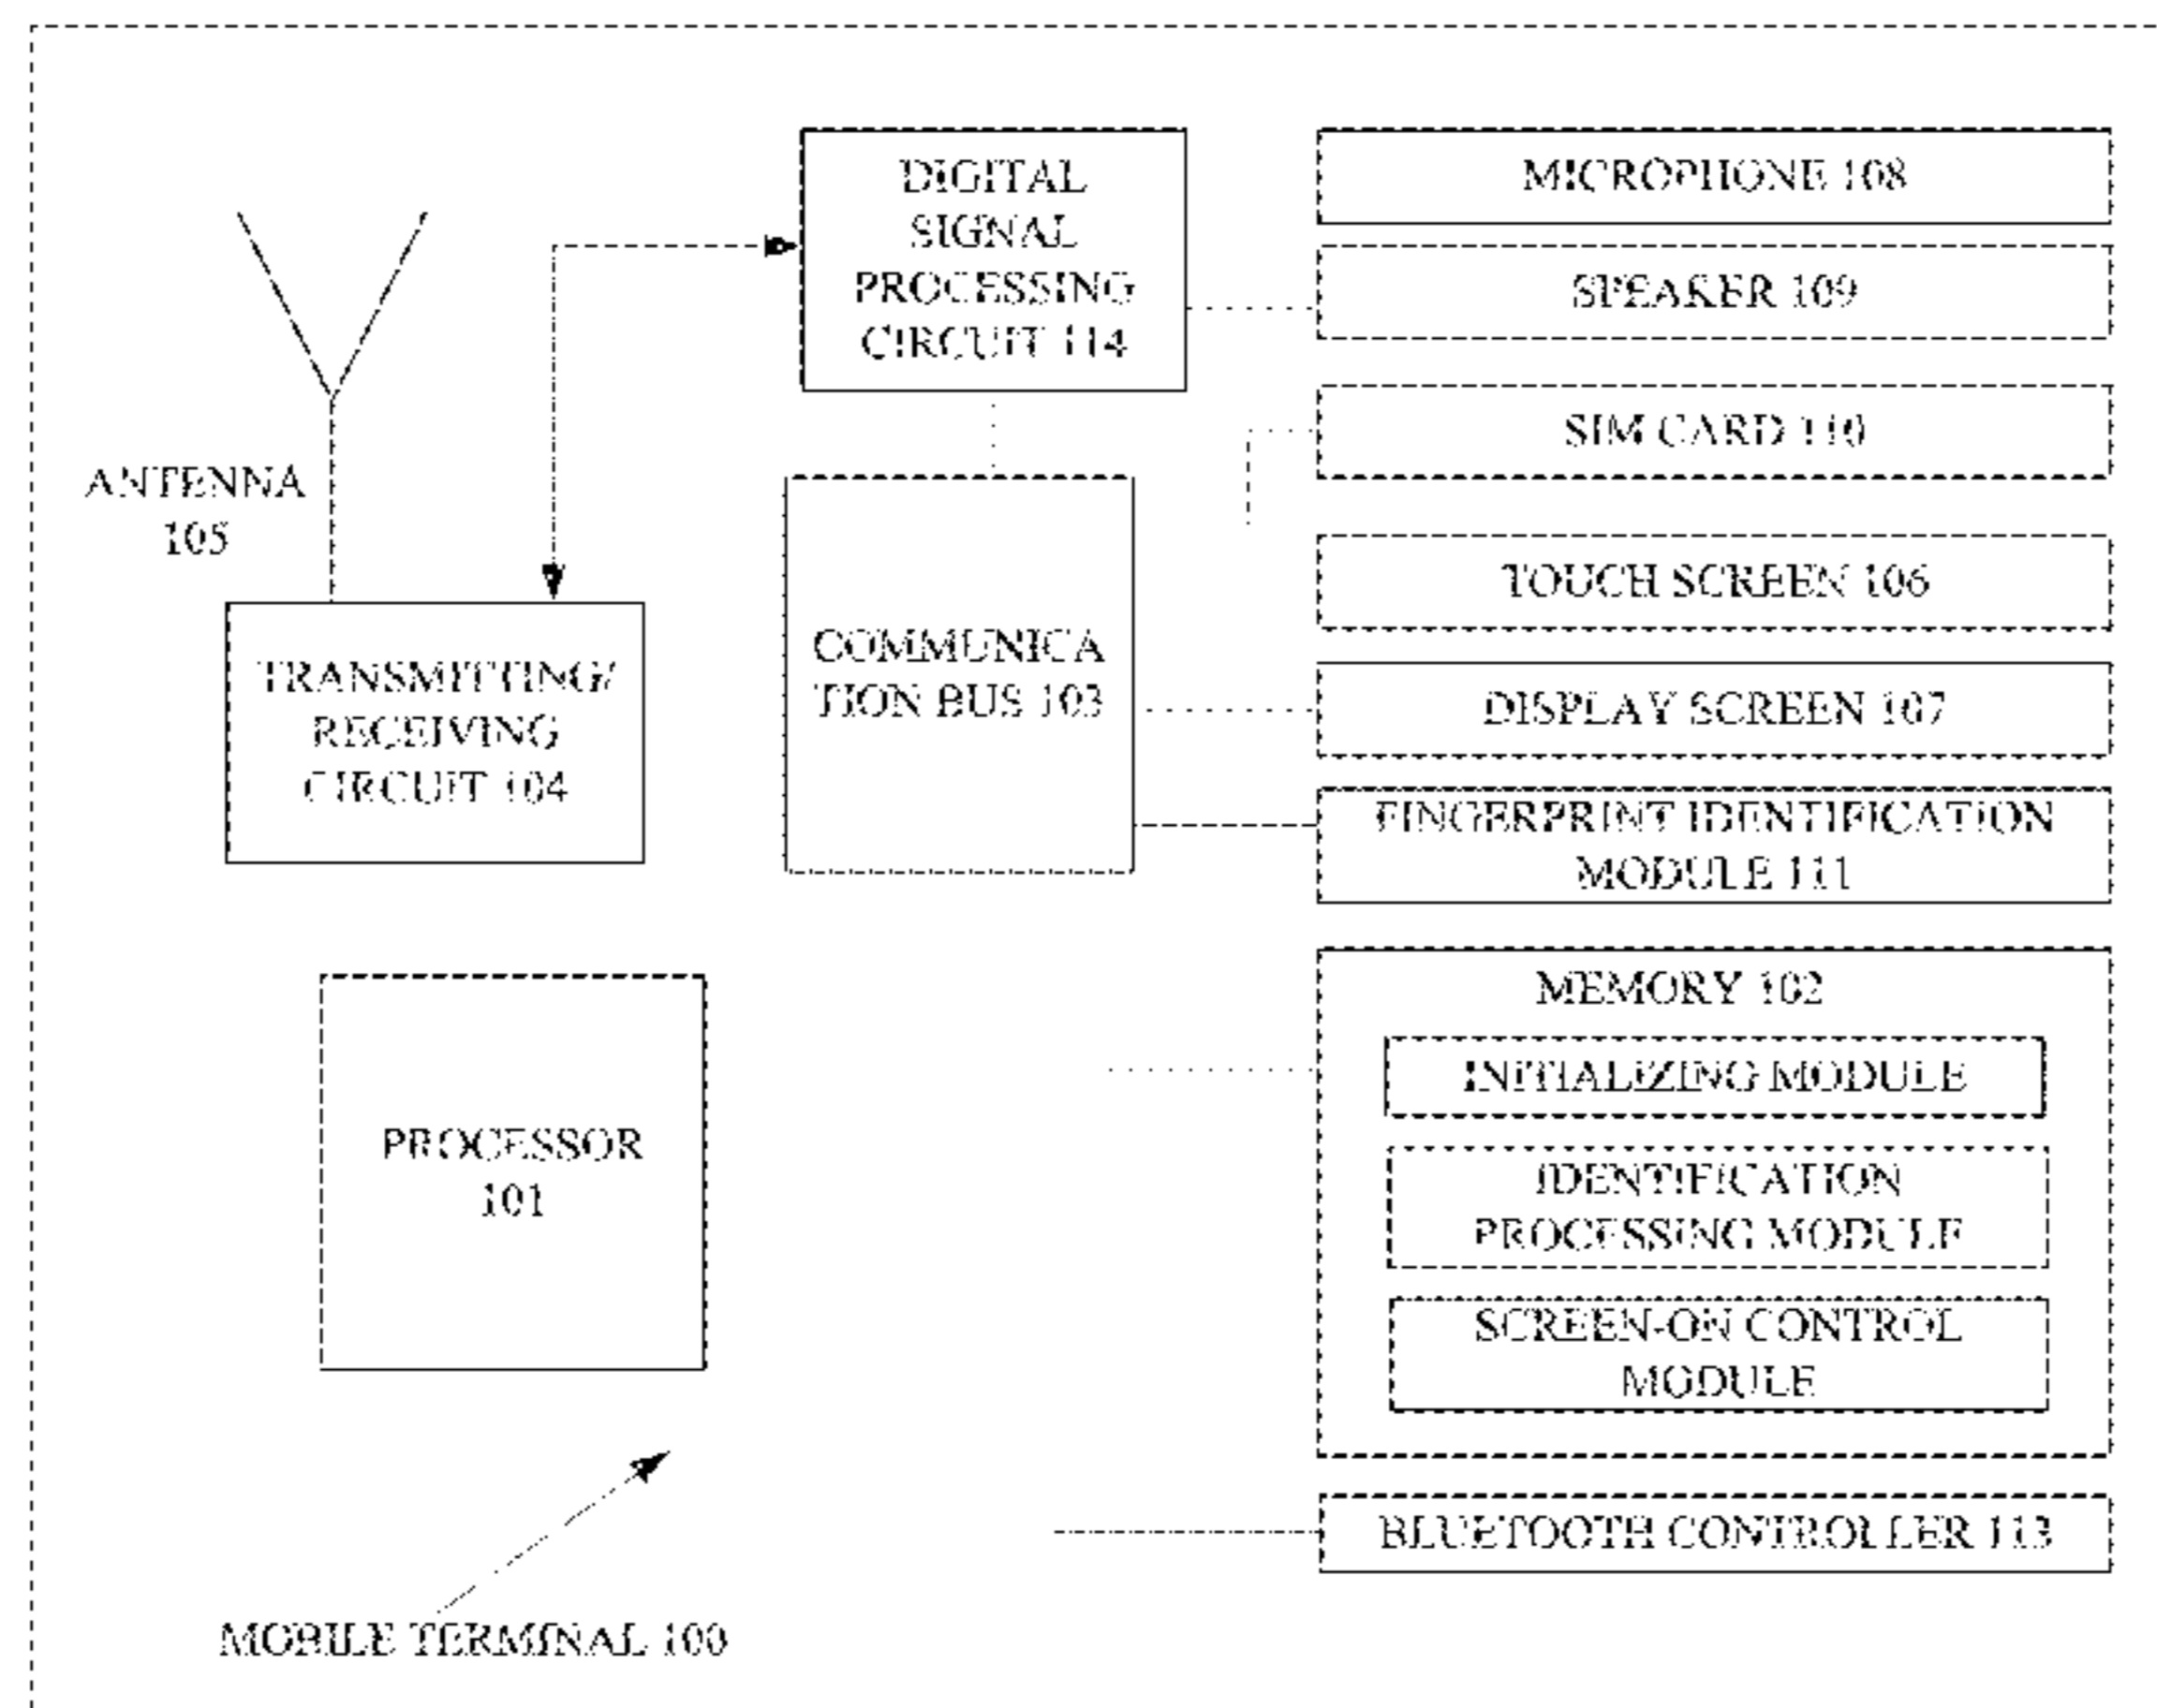 DIGITAL
SIGNAL
PROCESSING
CIRCUIT 114
MICROPHONE 108
SPEAKER 109
SIM CARD 110
ANTENNA
105
TOUCH SCREEN 106
TRANSMITTING/
RECEIVING
CIRCUIT 104
COMMUNICA
TION BUS 103
DISPLAY SCREEN 107
FINGERPRINT IDENTIFICATION
MODULE 111
MEMORY 102
INITIALIZING MODULE
IDENTIFICATION
PROCESSING MODULE
SCREEN-ON CONTROL
MODULE
PROCESSOR
101
BLUETOOTH CONTROLLER 113
MOBILE TERMINAL 100